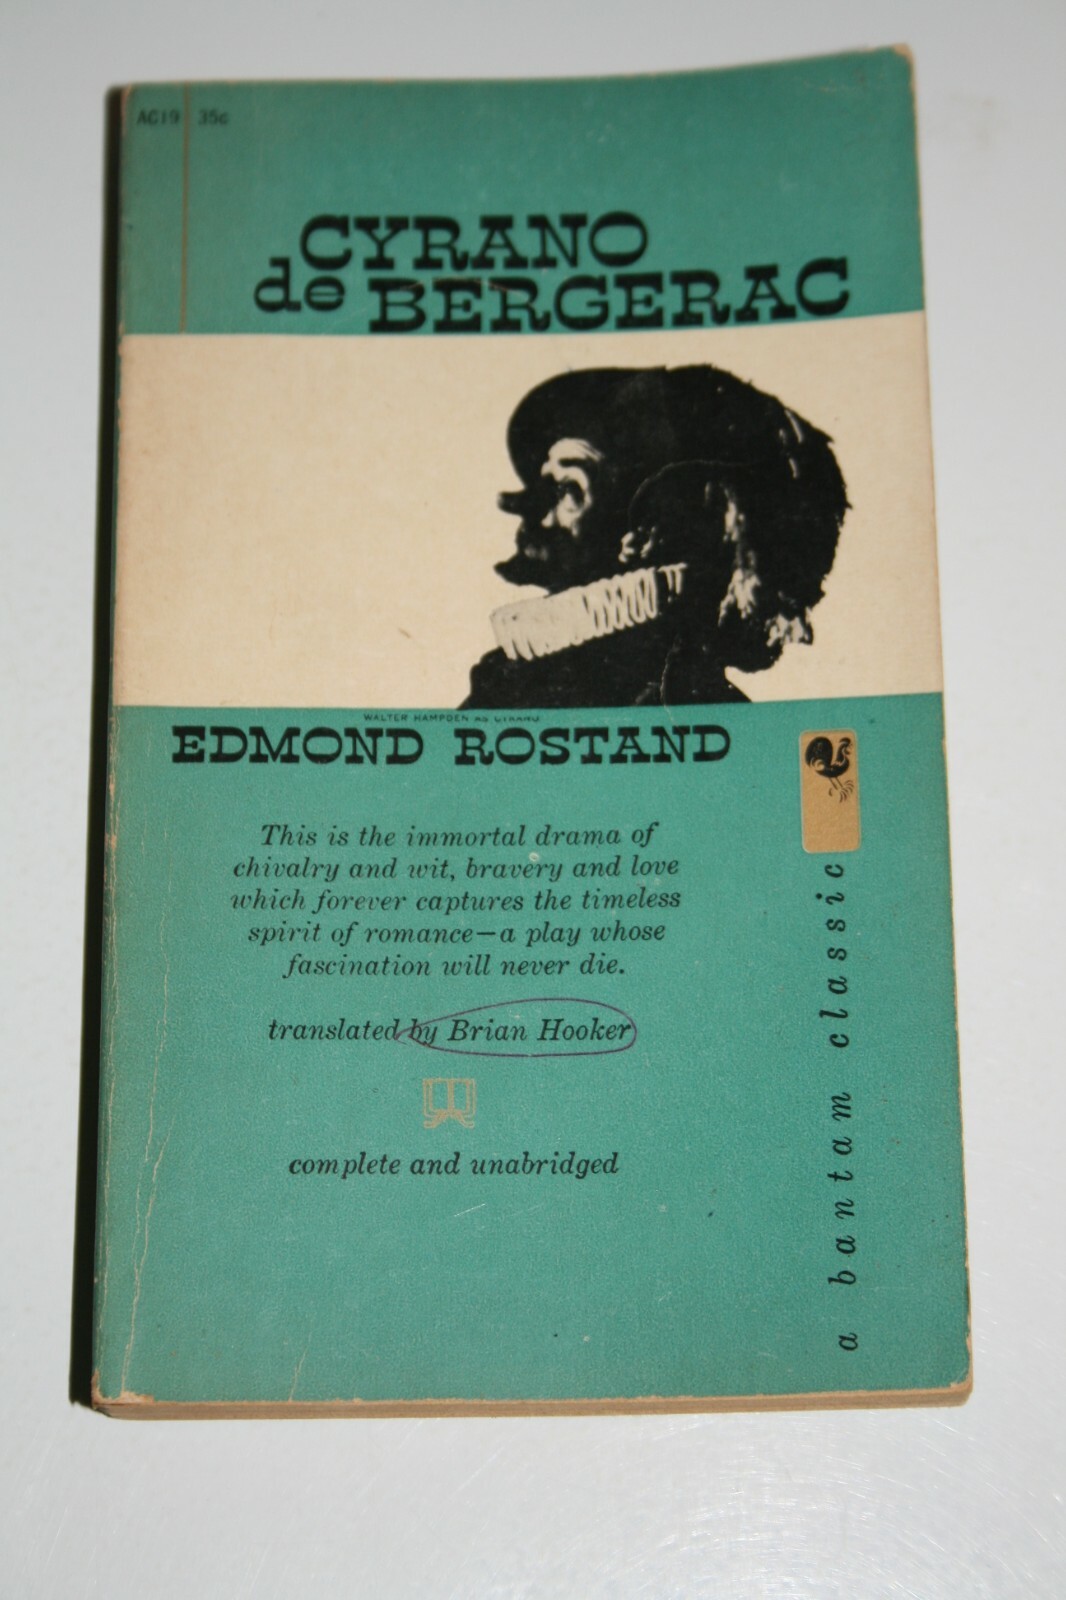 AC19 35c
CYRANO
de BERGERAC
WALTER HAMPDEN AS CYRANO
EDMOND ROSTAND
This is the immortal drama of
chivalry and wit, bravery and love
which forever captures the timeless
spirit of romance—a play whose
fascination will never die.
translated by Brian Hooker
complete and unabridged
a bantam classic